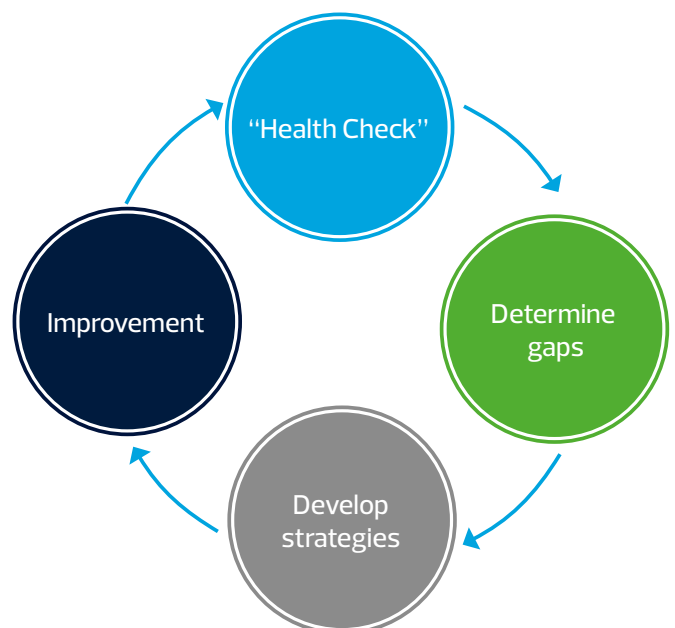 “Health Check”
Determine
gaps
Develop
strategies
Improvement